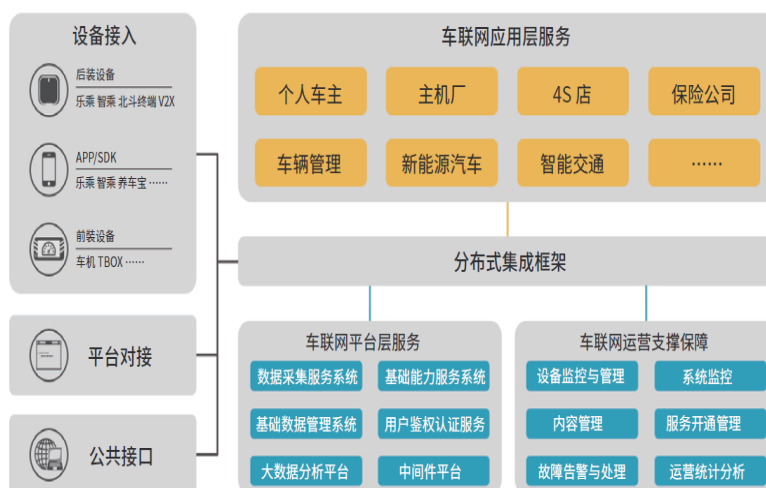 设备接入
后装设备
乐乘 智乘 北斗终端 V2X
APP/SDK
乐乘 智乘 养车宝 ……
前装设备
车机 TBOX ……
平台对接
公共接口
车联网应用层服务
个人车主
主机厂
4S 店
保险公司
车辆管理
新能源汽车
智能交通
……
分布式集成框架
车联网平台层服务
数据采集服务系统
基础能力服务系统
基础数据管理系统
用户鉴权认证服务
大数据分析平台
中间件平台
车联网运营支撑保障
设备监控与管理
系统监控
内容管理
服务开通管理
故障告警与处理
运营统计分析